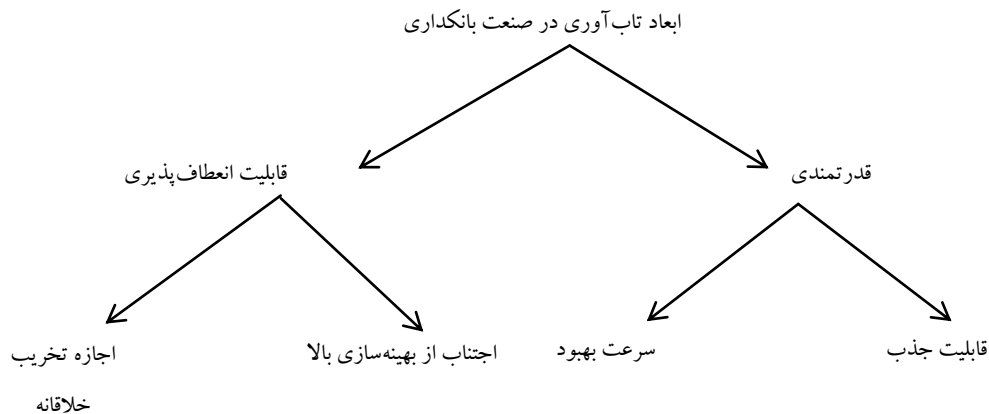 ابعاد تاب‌آوری در صنعت بانکداری
قدرتمندی
قابلیت انعطاف‌پذیری
قابلیت جذب
سرعت بهبود
اجتناب از بهینه‌سازی بالا
اجازه تخریب
خلاقانه